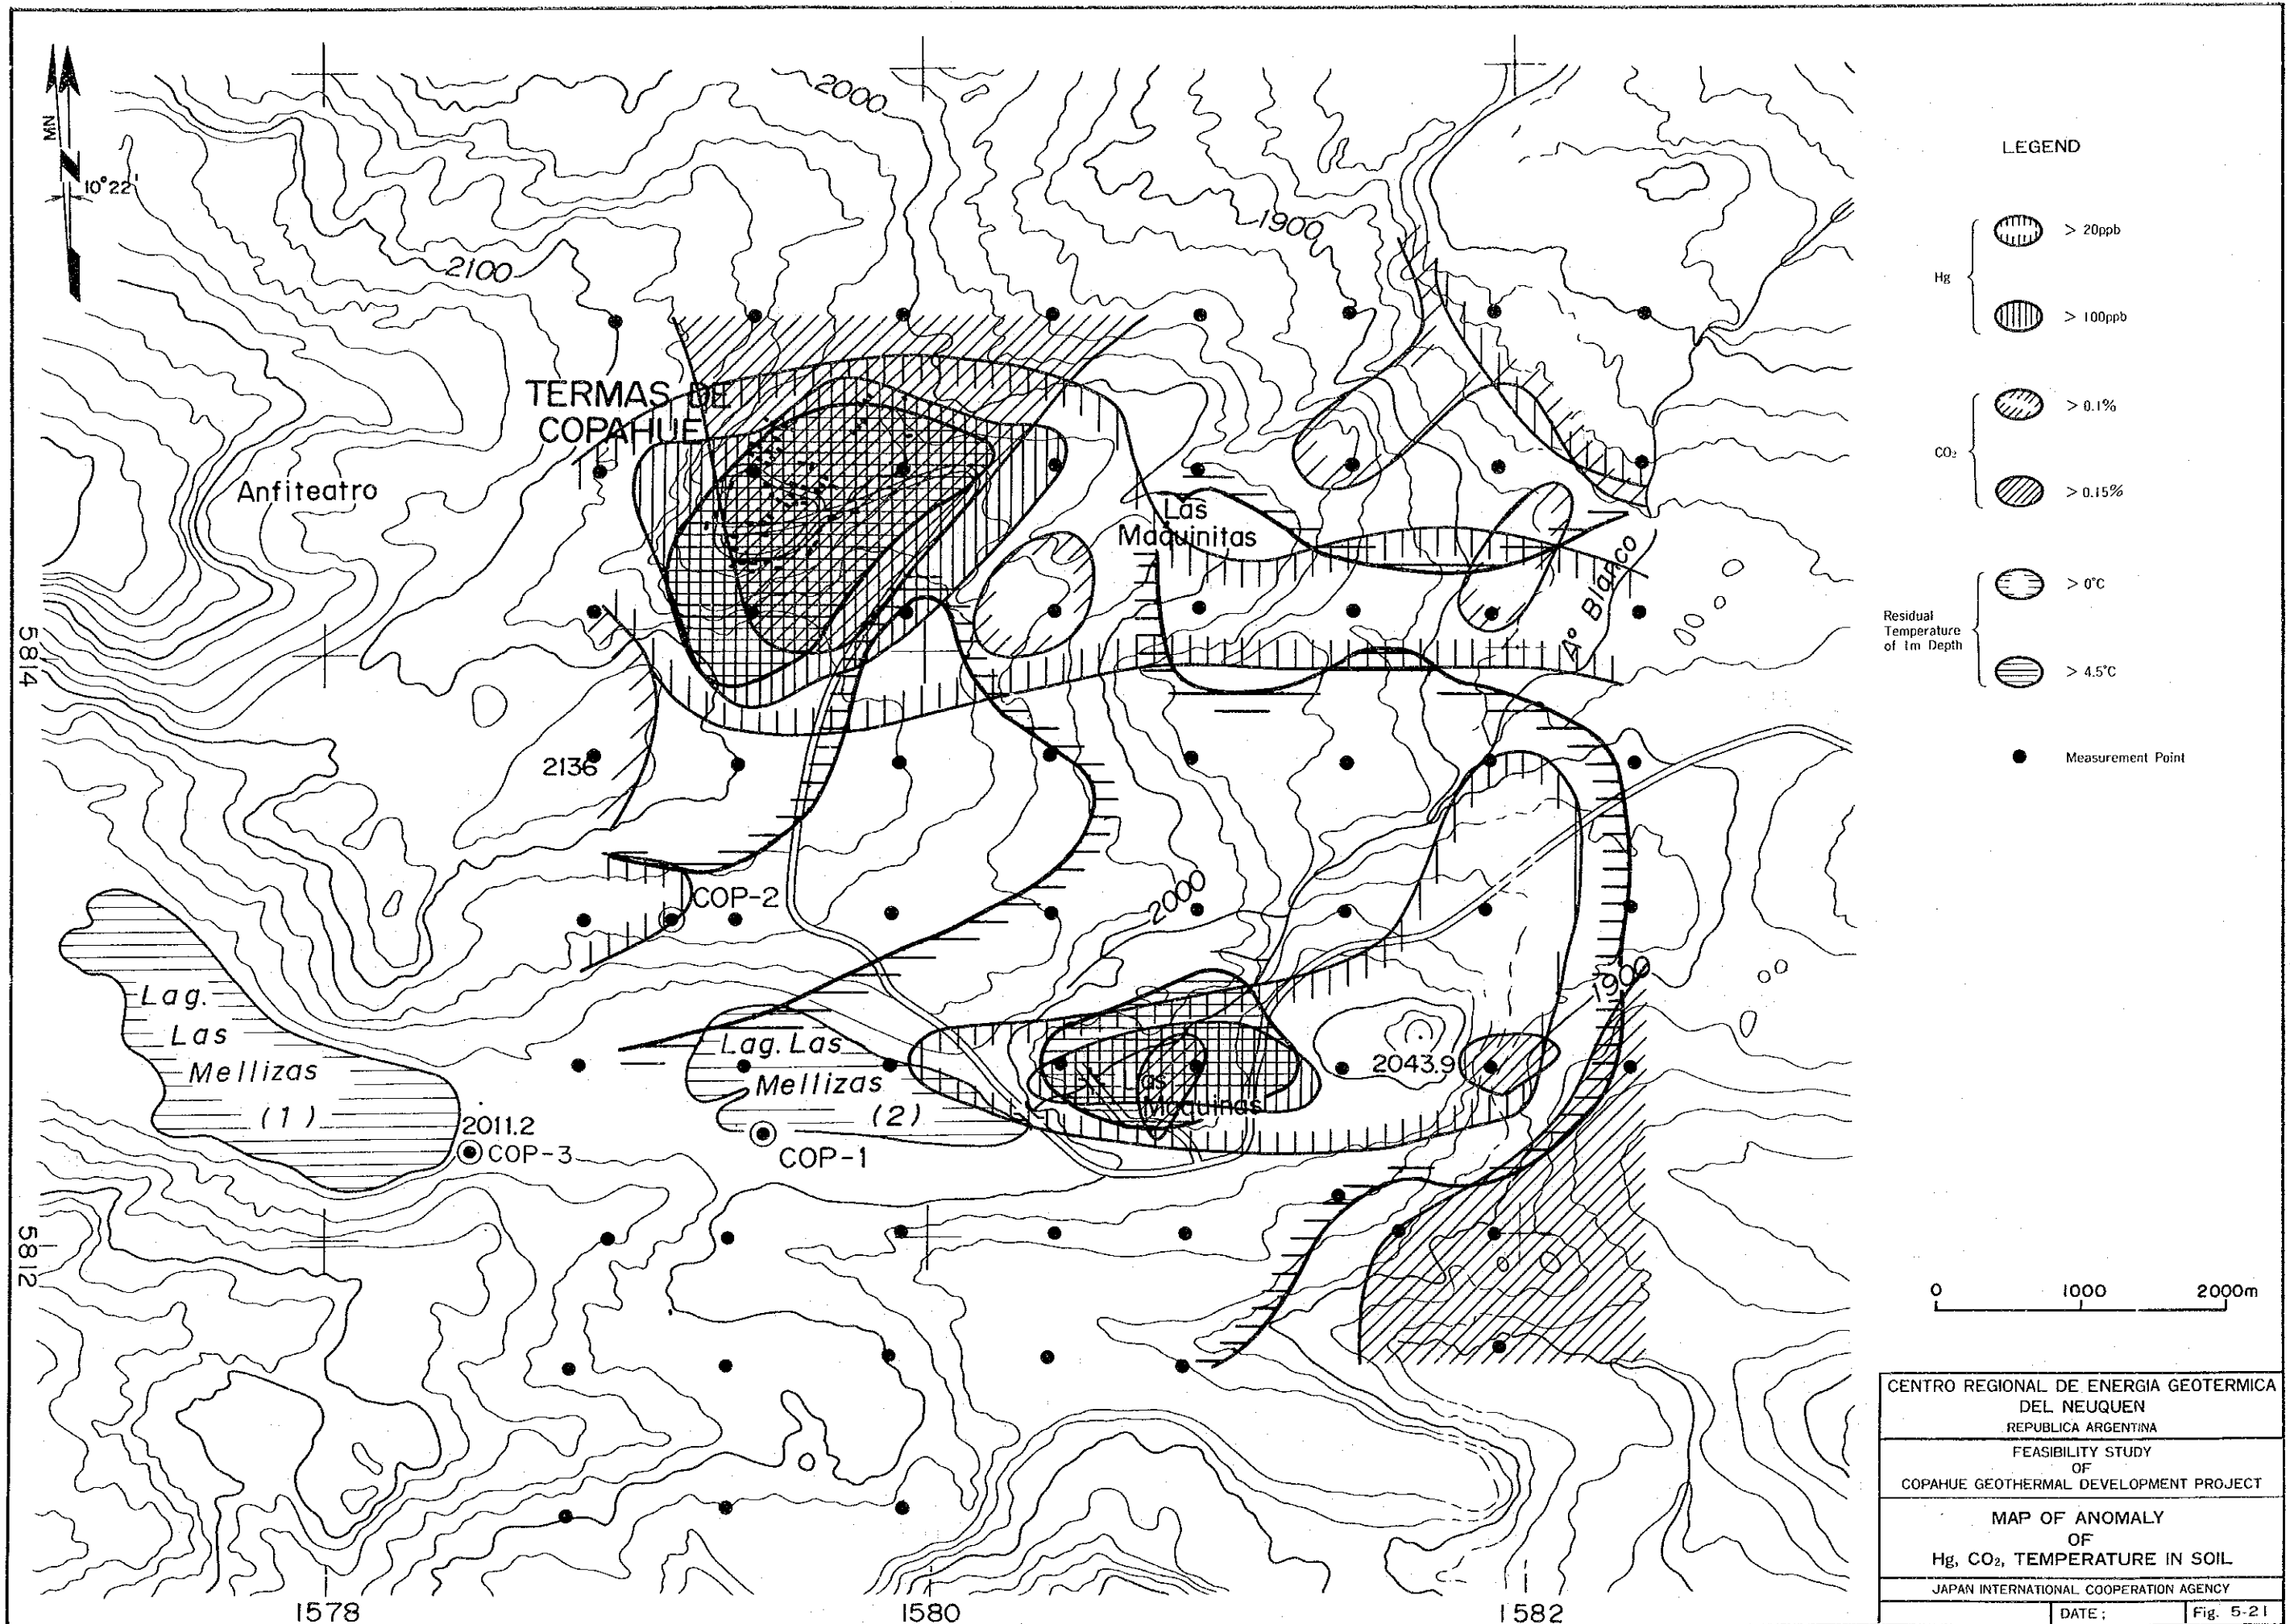 MN
N
10°22'
2000
1900
2100
TERMAS DE
COPAHUE
Anfiteatro
Las
Maquinitas
A° Blanco
5814
2136
COP-2
2000
1900
Lag.
Las
Mellizas
(1)
Lag. Las
Mellizas
(2)
2043.9
Las
Maquinas
2011.2
COP-3
COP-1
5812
1578
1580
1582
LEGEND
Hg
> 20ppb
> 100ppb
CO₂
> 0.1%
> 0.15%
Residual
Temperature
of 1m Depth
> 0°C
> 4.5°C
Measurement Point
0 1000 2000m
CENTRO REGIONAL DE ENERGIA GEOTERMICA
DEL NEUQUEN
REPUBLICA ARGENTINA
FEASIBILITY STUDY
OF
COPAHUE GEOTHERMAL DEVELOPMENT PROJECT
MAP OF ANOMALY
OF
Hg, CO₂, TEMPERATURE IN SOIL
JAPAN INTERNATIONAL COOPERATION AGENCY
DATE ; Fig. 5-21